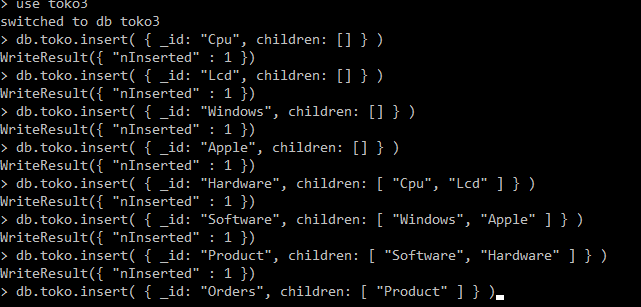 > use toko3
switched to db toko3
> db.toko.insert( { _id: "Cpu", children: [] } )
WriteResult({ "nInserted" : 1 })
> db.toko.insert( { _id: "Lcd", children: [] } )
WriteResult({ "nInserted" : 1 })
> db.toko.insert( { _id: "Windows", children: [] } )
WriteResult({ "nInserted" : 1 })
> db.toko.insert( { _id: "Apple", children: [] } )
WriteResult({ "nInserted" : 1 })
> db.toko.insert( { _id: "Hardware", children: [ "Cpu", "Lcd" ] } )
WriteResult({ "nInserted" : 1 })
> db.toko.insert( { _id: "Software", children: [ "Windows", "Apple" ] } )
WriteResult({ "nInserted" : 1 })
> db.toko.insert( { _id: "Product", children: [ "Software", "Hardware" ] } )
WriteResult({ "nInserted" : 1 })
> db.toko.insert( { _id: "Orders", children: [ "Product" ] } )